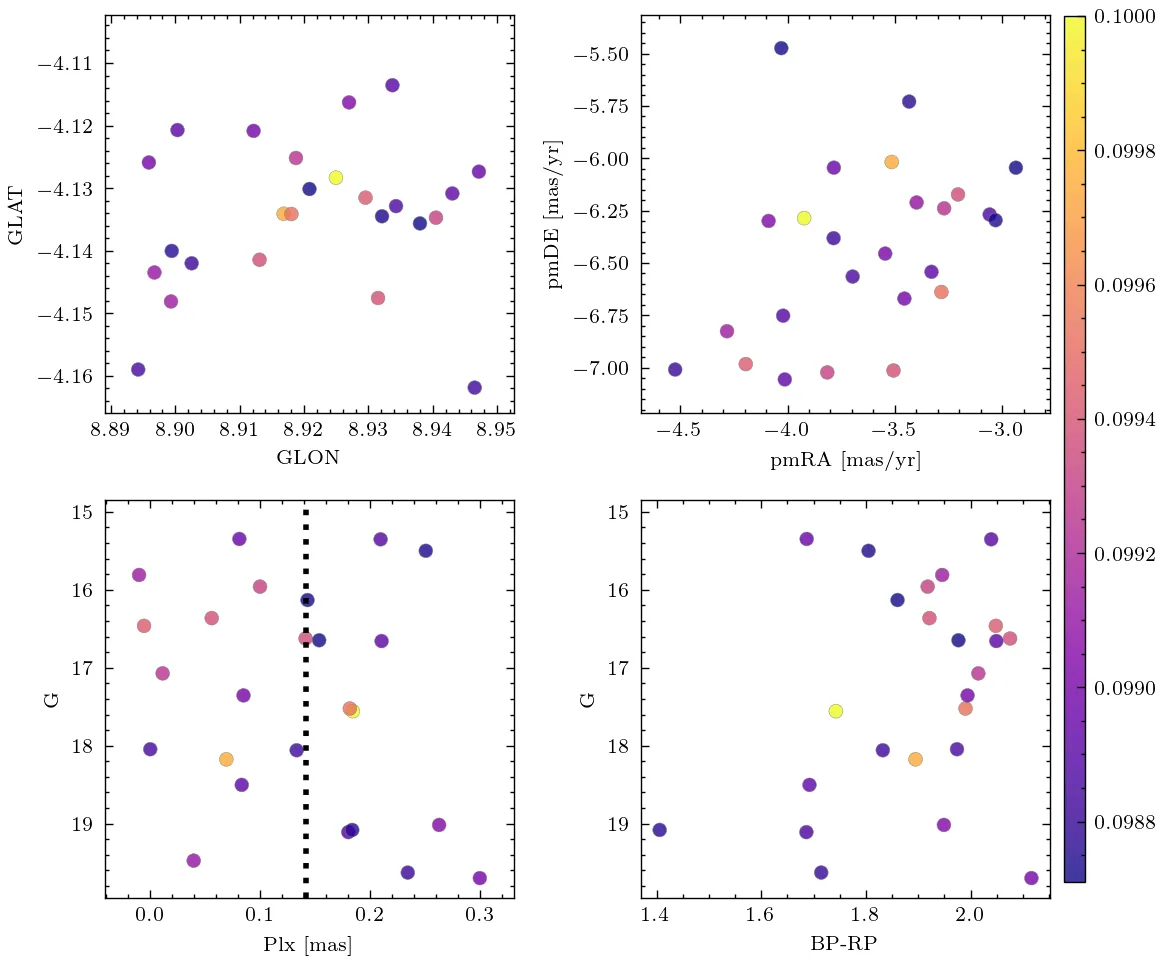 −4.11
−4.12
−4.13
−4.14
−4.15
−4.16
GLAT
8.89 8.90 8.91 8.92 8.93 8.94 8.95
GLON
−5.50
−5.75
−6.00
−6.25
−6.50
−6.75
−7.00
pmDE [mas/yr]
−4.5 −4.0 −3.5 −3.0
pmRA [mas/yr]
15
16
17
18
19
G
0.0 0.1 0.2 0.3
Plx [mas]
15
16
17
18
19
G
1.4 1.6 1.8 2.0
BP-RP
0.1000
0.0998
0.0996
0.0994
0.0992
0.0990
0.0988